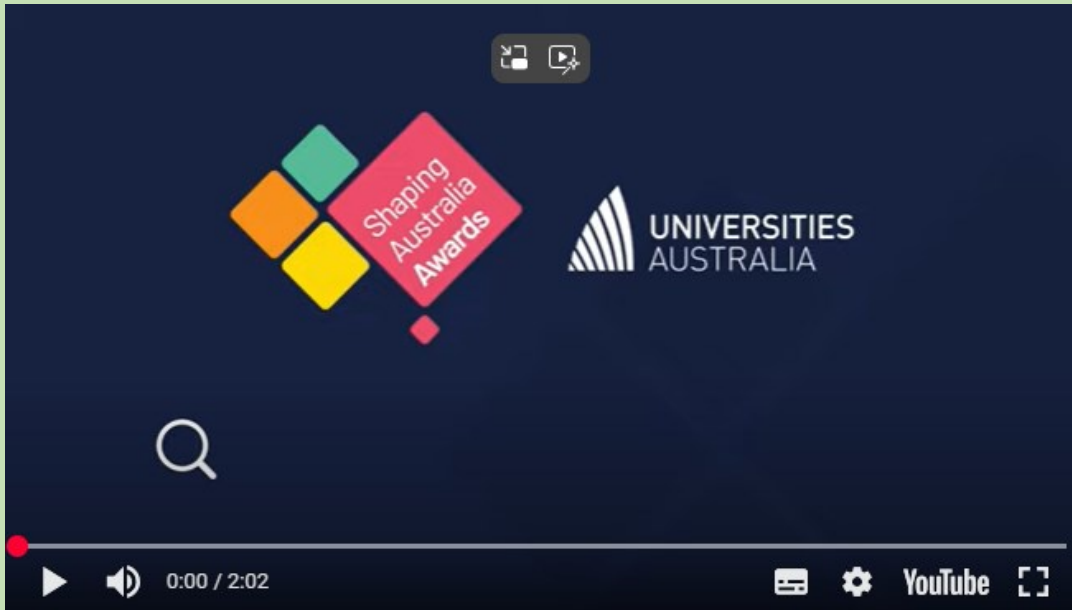 Shaping
Australia
Awards
UNIVERSITIES
AUSTRALIA
0:00 / 2:02
YouTube